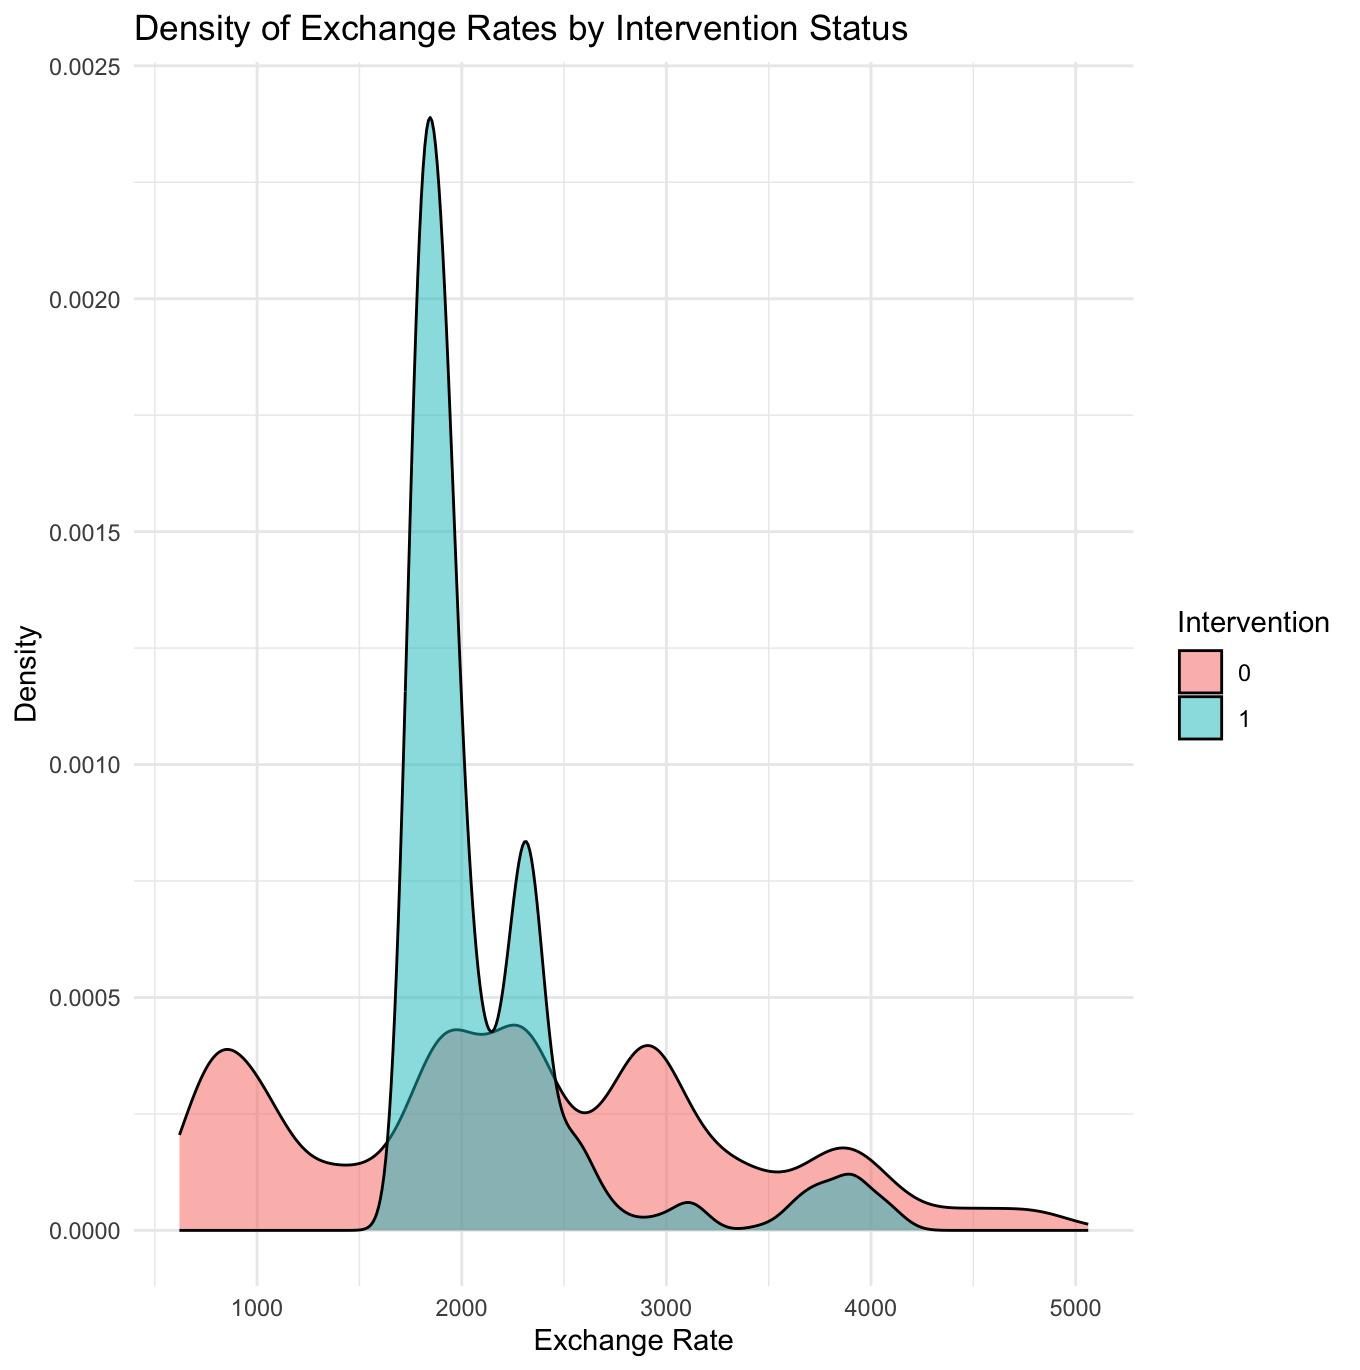 Density of Exchange Rates by Intervention Status
0.0025
0.0020
0.0015
0.0010
0.0005
0.0000
Density
1000 2000 3000 4000 5000
Exchange Rate
Intervention
0
1